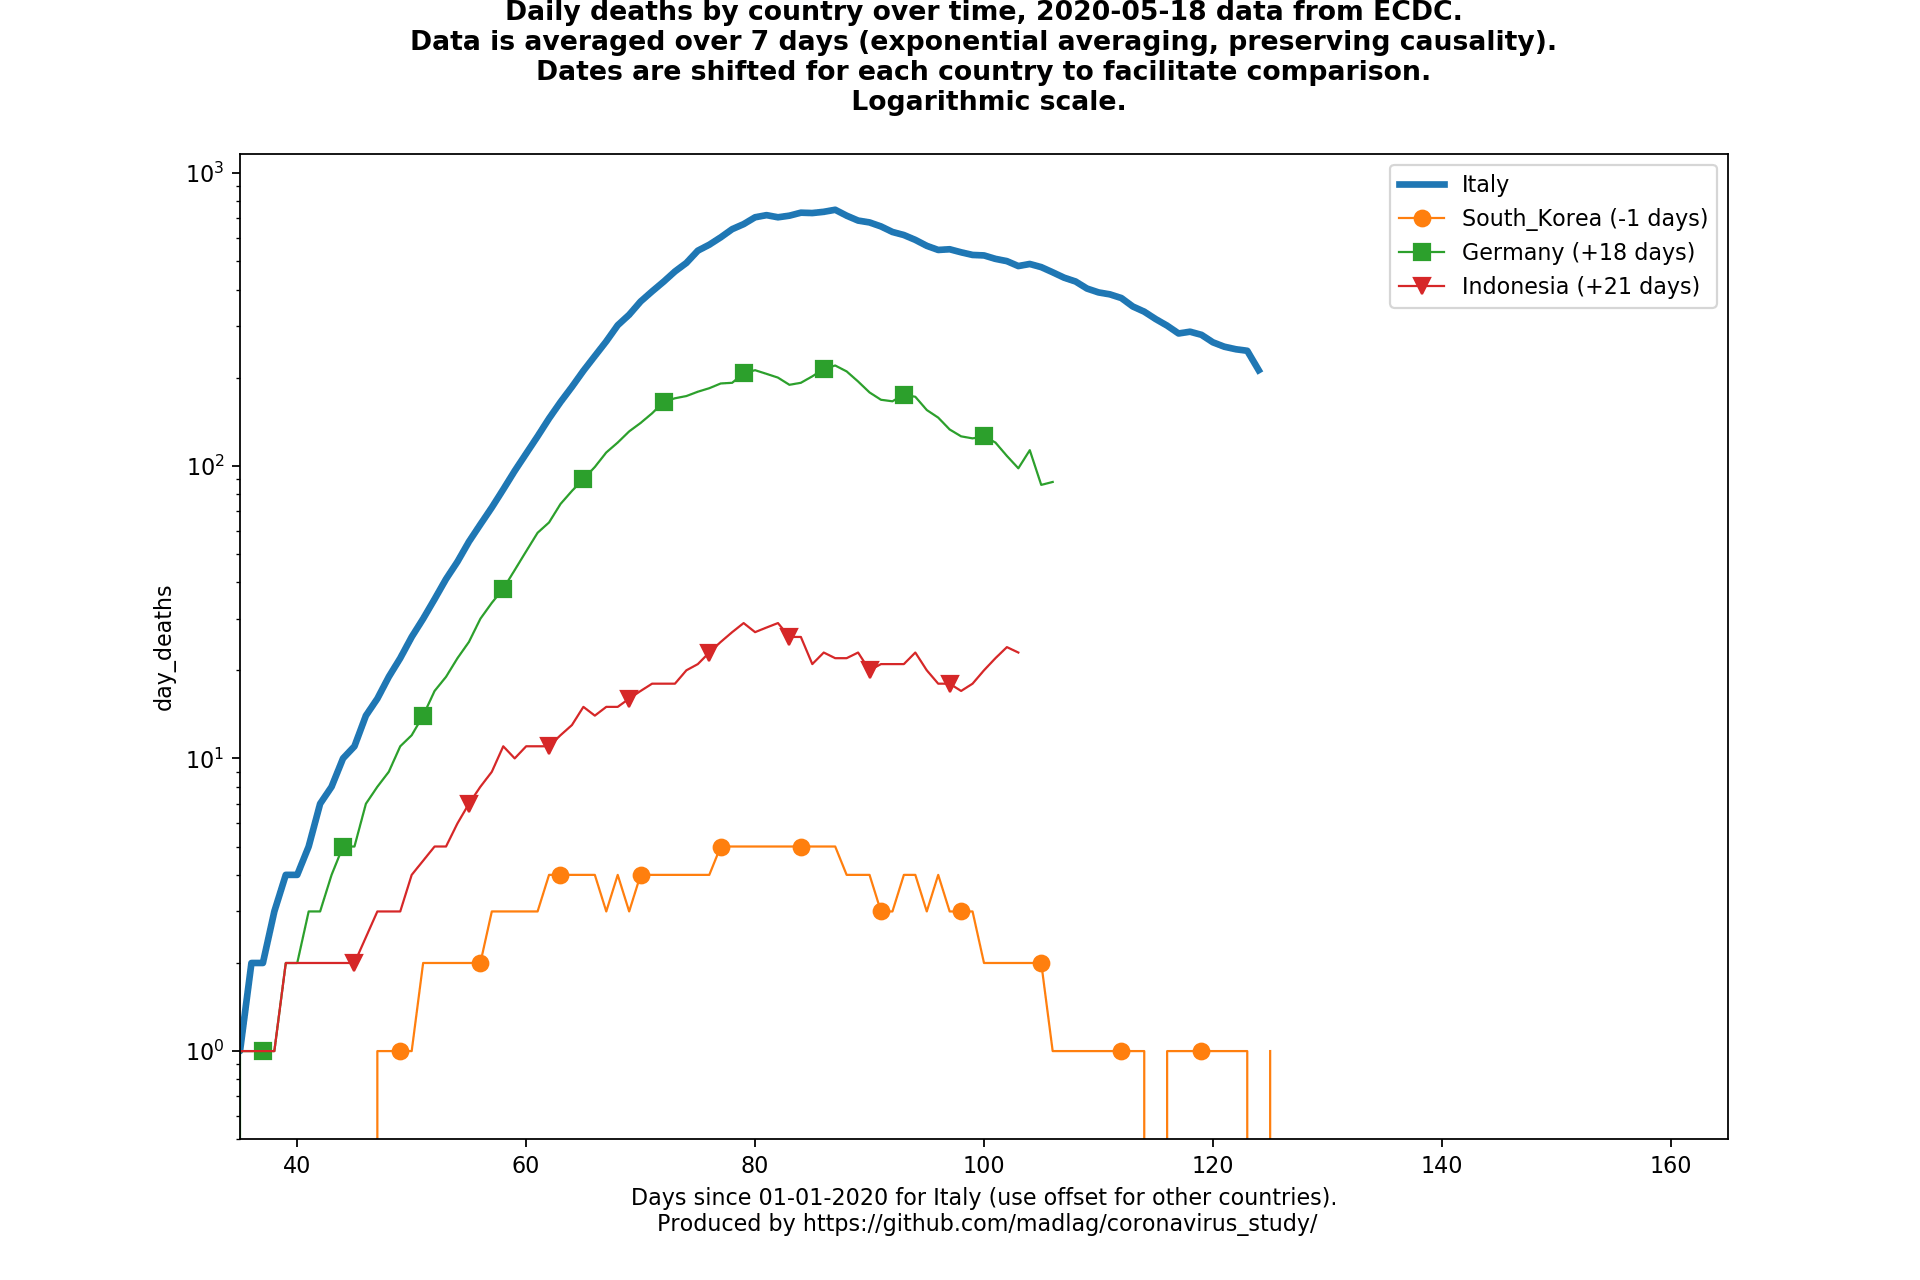 Daily deaths by country over time, 2020-05-18 data from ECDC.
Data is averaged over 7 days (exponential averaging, preserving causality).
Dates are shifted for each country to facilitate comparison.
Logarithmic scale.
10³
10²
10¹
10⁰
day_deaths
Italy
South_Korea (-1 days)
Germany (+18 days)
Indonesia (+21 days)
40 60 80 100 120 140 160
Days since 01-01-2020 for Italy (use offset for other countries).
Produced by https://github.com/madlag/coronavirus_study/